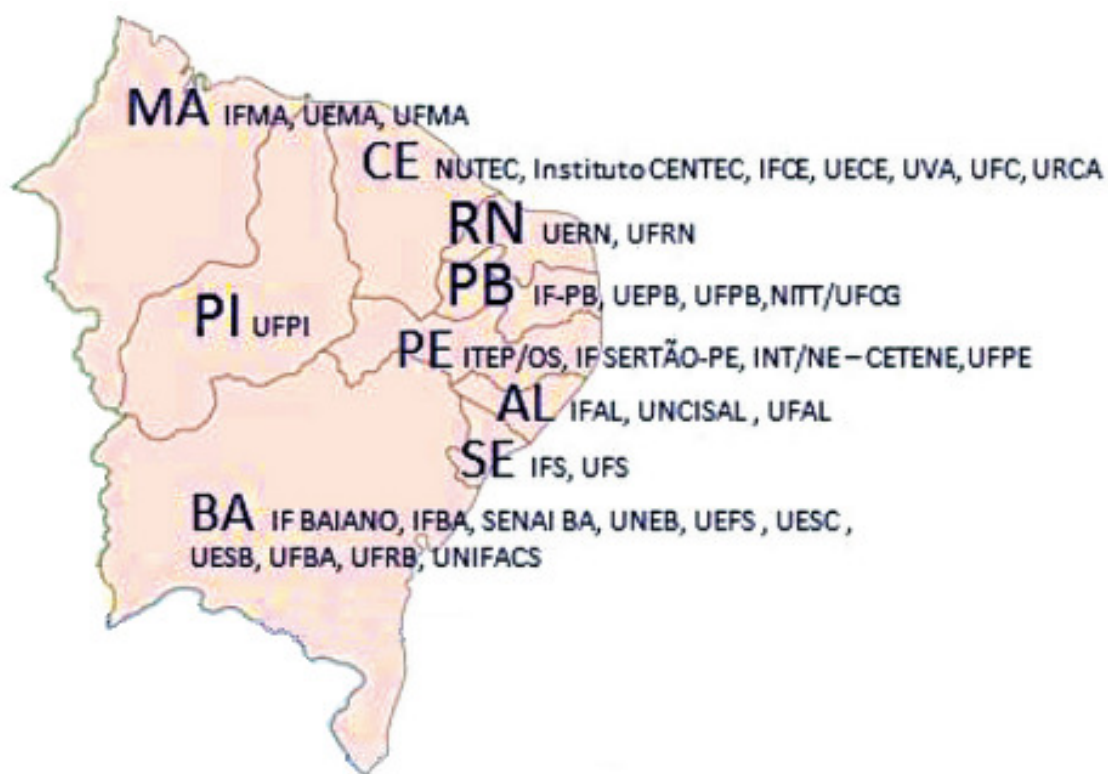 MA IFMA, UEMA, UFMA
CE NUTEC, Instituto CENTEC, IFCE, UECE, UVA, UFC, URCA
RN UERN, UFRN
PB IF-PB, UEPB, UFPB,NITT/UFCG
PI UFPI
PE ITEP/OS, IF SERTÃO-PE, INT/NE – CETENE,UFPE
AL IFAL, UNCISAL , UFAL
SE IFS, UFS
BA IF BAIANO, IFBA, SENAI BA, UNEB, UEFS , UESC ,
UESB, UFBA, UFRB, UNIFACS